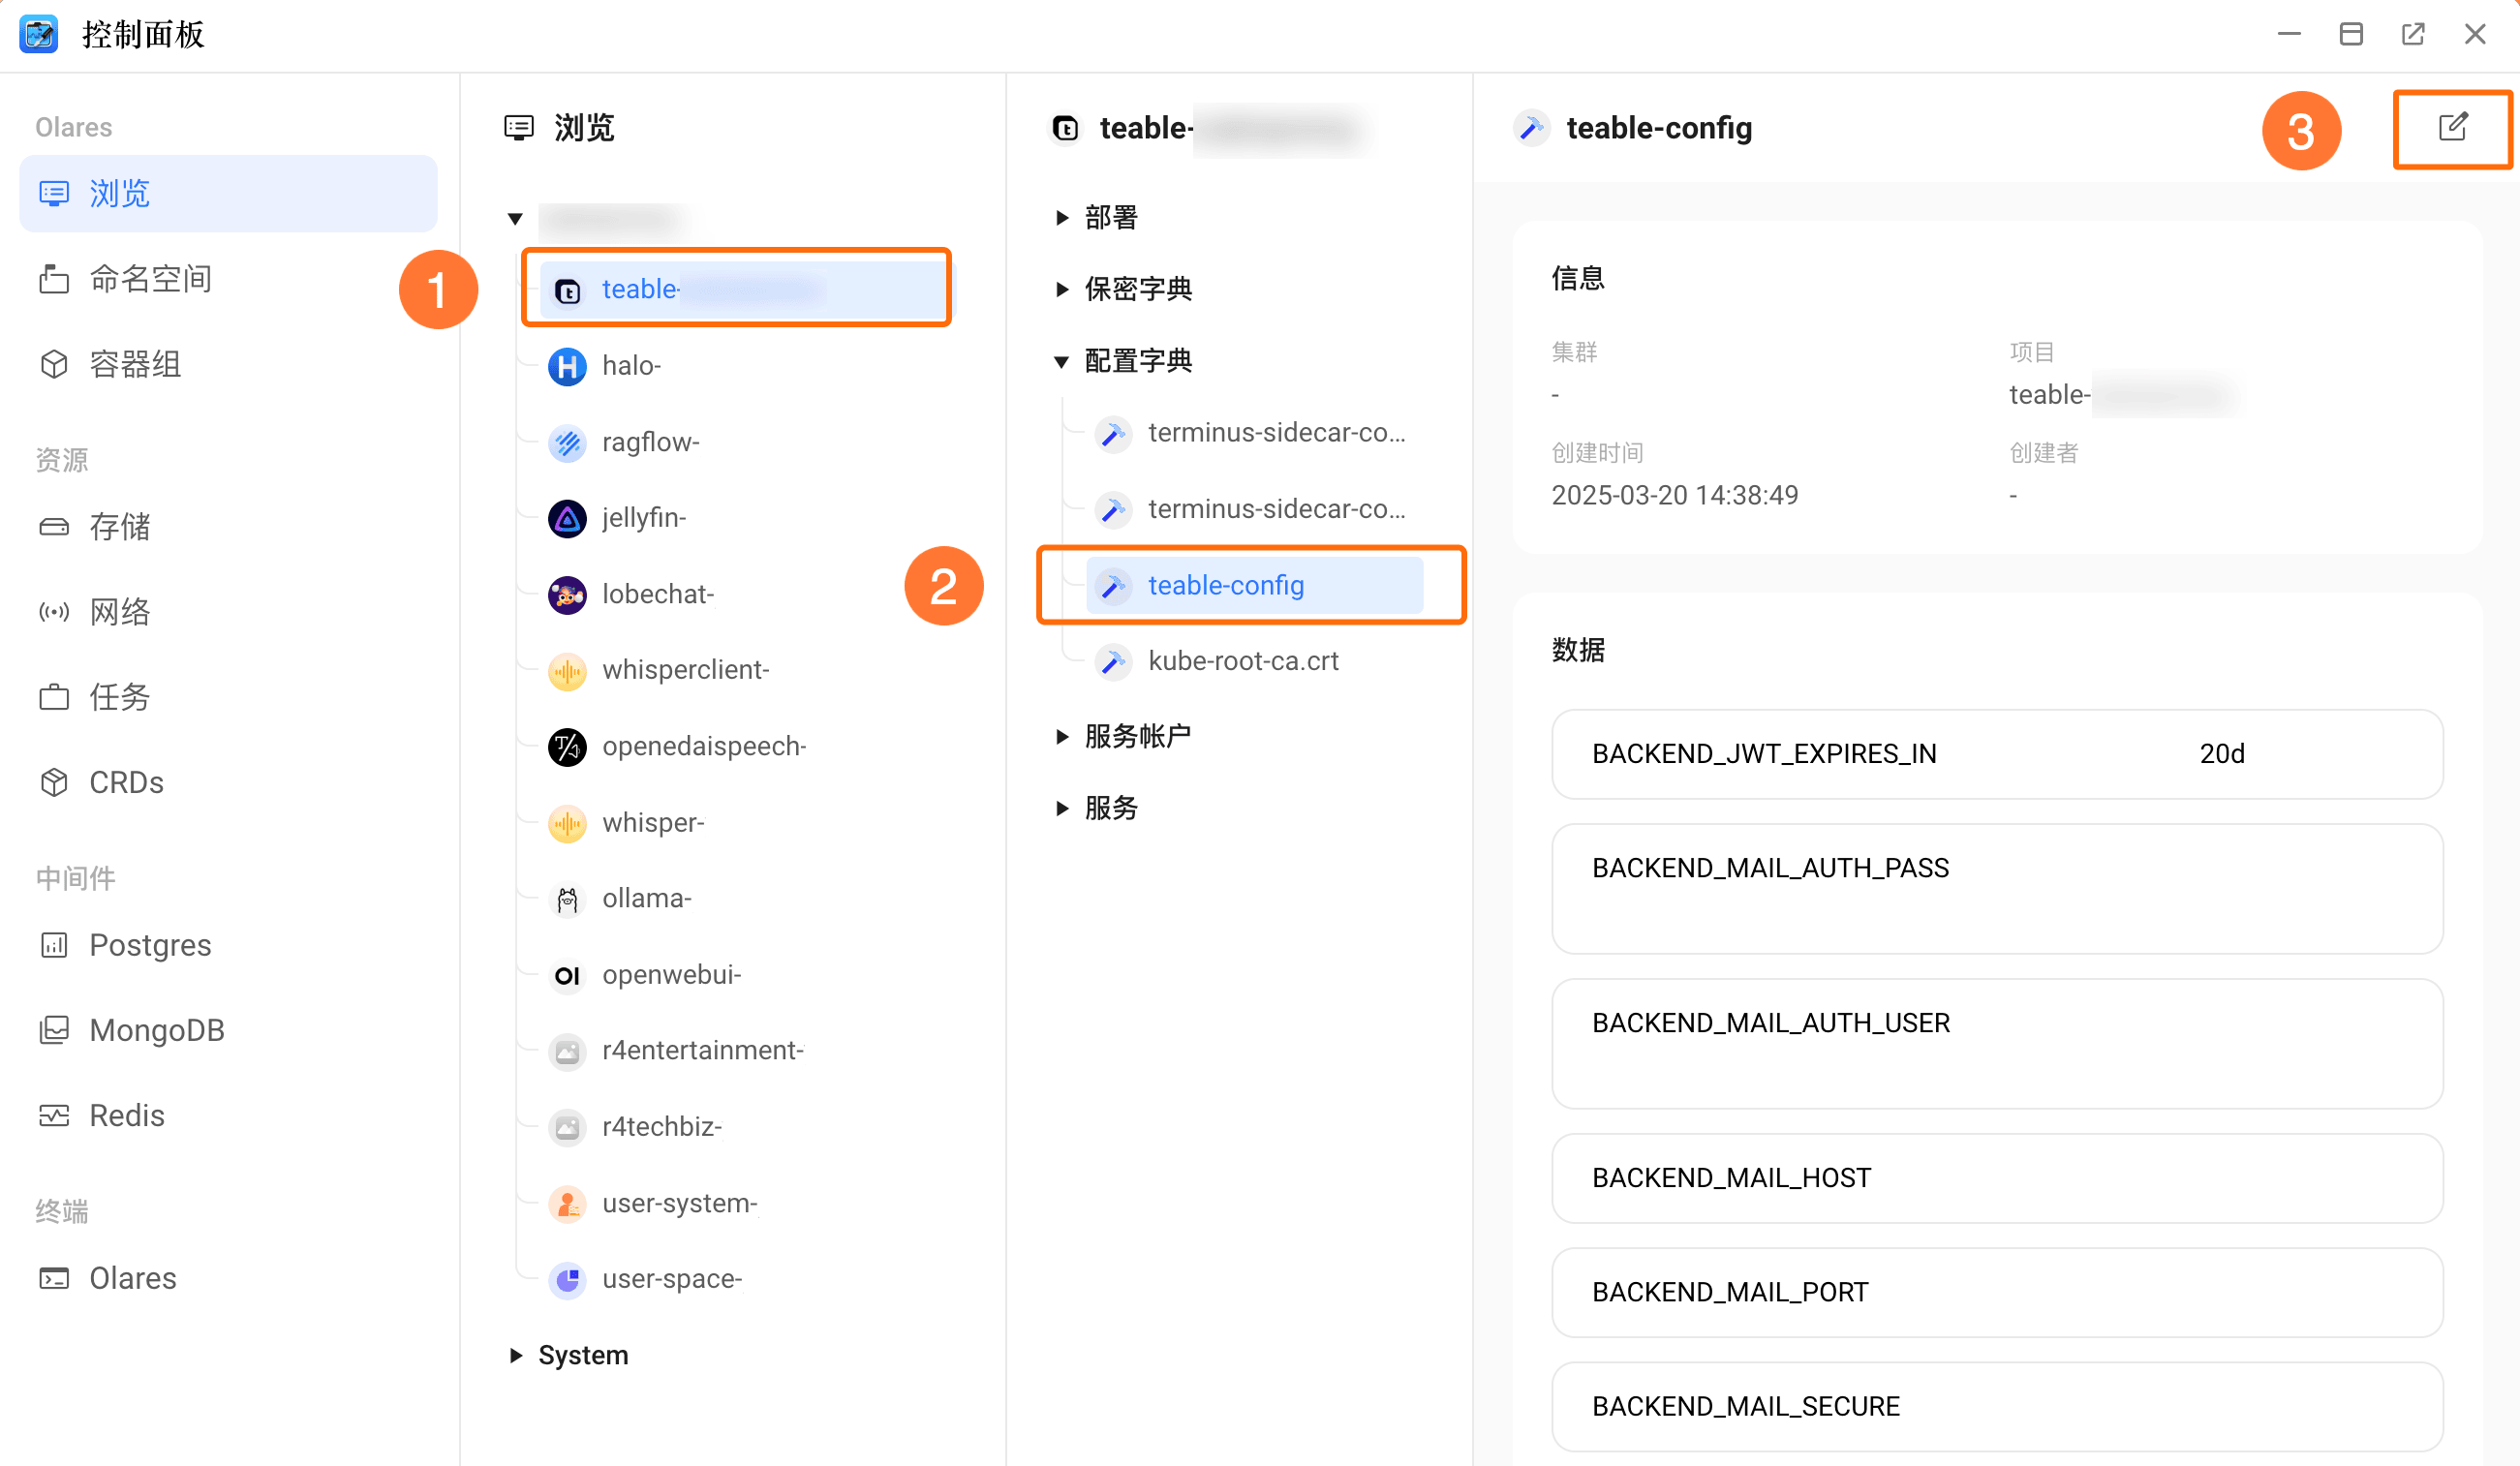 控制面板
Olares
浏览
命名空间
容器组
资源
存储
网络
任务
CRDs
中间件
Postgres
MongoDB
Redis
终端
Olares
浏览
1
teable-
halo-
ragflow-
jellyfin-
lobechat-
whisperclient-
openedaispeech-
whisper-
ollama-
openwebui-
r4entertainment-
r4techbiz-
user-system-
user-space-
System
teable-
部署
保密字典
配置字典
terminus-sidecar-co...
terminus-sidecar-co...
2
teable-config
kube-root-ca.crt
服务帐户
服务
teable-config
3
信息
集群
-
项目
teable-
创建时间
2025-03-20 14:38:49
创建者
-
数据
BACKEND_JWT_EXPIRES_IN 20d
BACKEND_MAIL_AUTH_PASS
BACKEND_MAIL_AUTH_USER
BACKEND_MAIL_HOST
BACKEND_MAIL_PORT
BACKEND_MAIL_SECURE